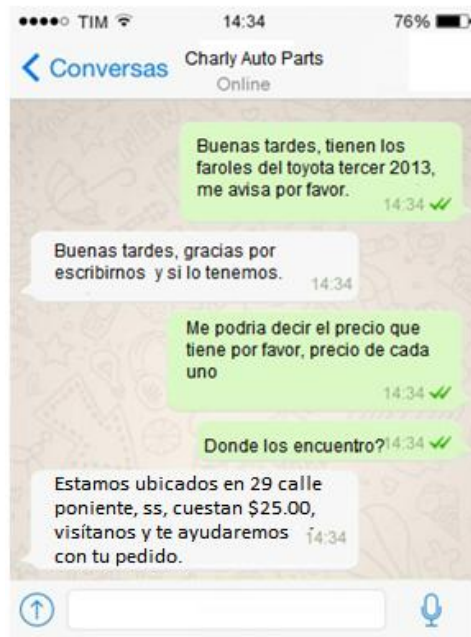 TIM 14:34 76%
Conversas Charly Auto Parts
Online
Buenas tardes, tienen los
faroles del toyota tercer 2013,
me avisa por favor.
14:34
Buenas tardes, gracias por
escribirnos y si lo tenemos.
14:34
Me podria decir el precio que
tiene por favor, precio de cada
uno
14:34
Donde los encuentro? 14:34
Estamos ubicados en 29 calle
poniente, ss, cuestan $25.00,
visítanos y te ayudaremos 14:34
con tu pedido.